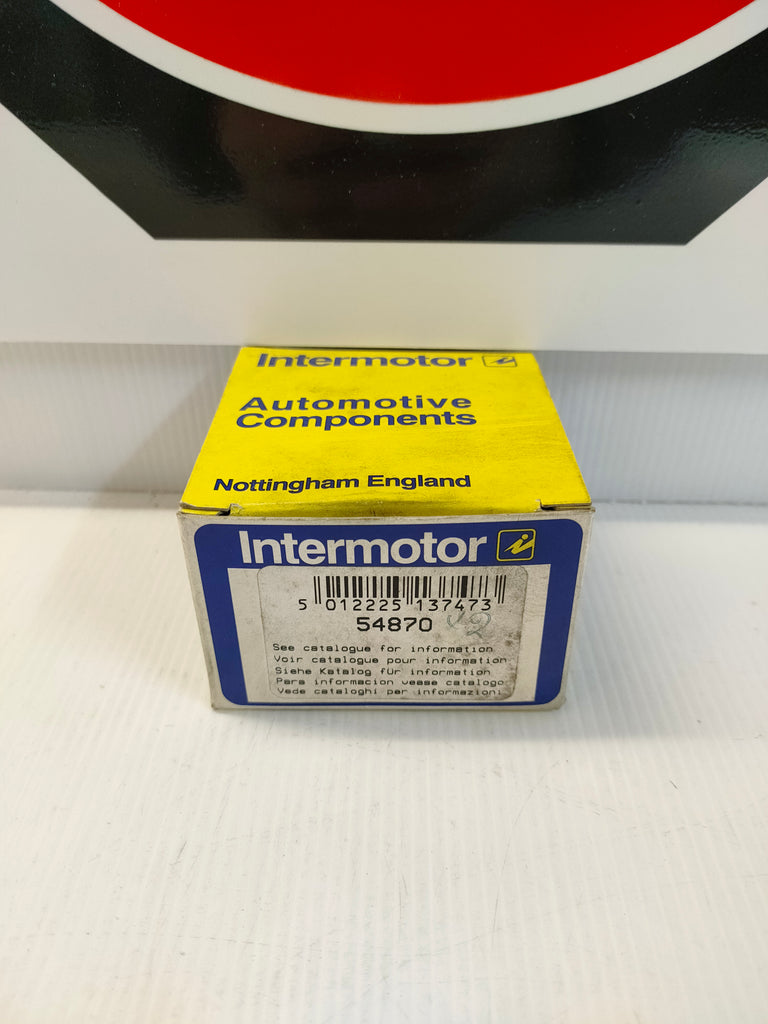 Intermotor
Automotive
Components
Nottingham England
Intermotor
5 012225 137473
54870
See catalogue for information
Voir catalogue pour information
Siehe Katalog fÜr information
Para informacion vease catalogo
Vede cataloghi per informazioni